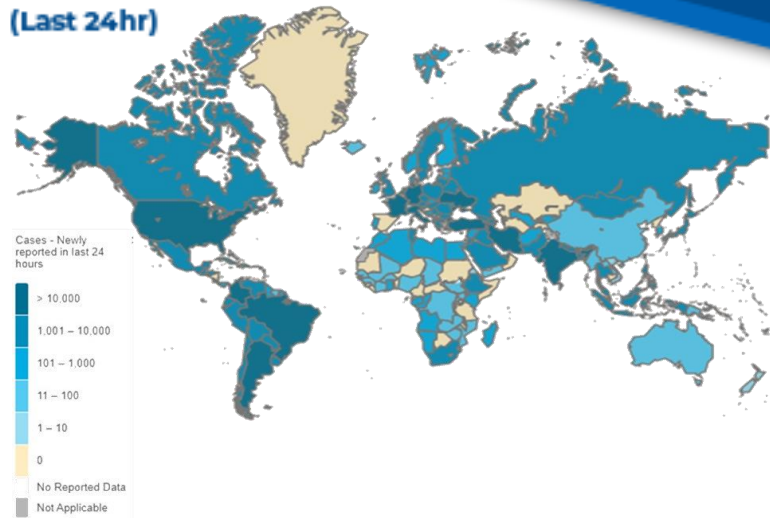 (Last 24hr)
Cases - Newly
reported in last 24
hours
> 10,000
1,001 – 10,000
101 – 1,000
11 – 100
1 – 10
0
No Reported Data
Not Applicable